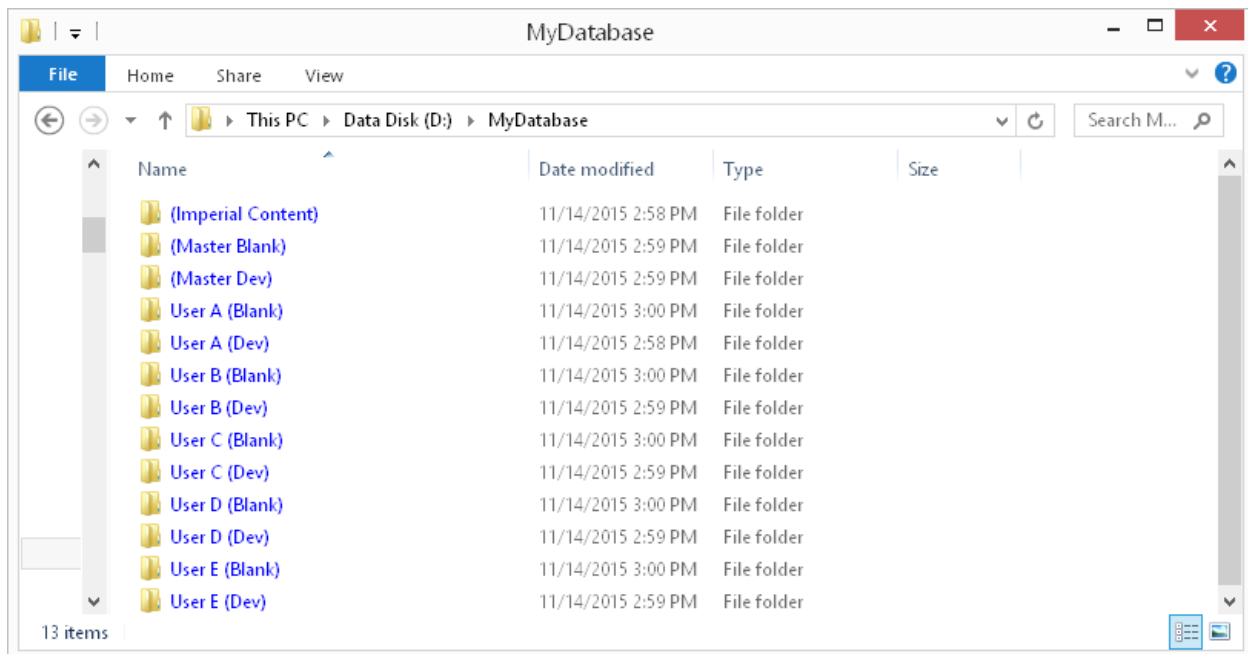 MyDatabase
File Home Share View
This PC Data Disk (D:) MyDatabase Search M...
Name Date modified Type Size
(Imperial Content) 11/14/2015 2:58 PM File folder
(Master Blank) 11/14/2015 2:59 PM File folder
(Master Dev) 11/14/2015 2:59 PM File folder
User A (Blank) 11/14/2015 3:00 PM File folder
User A (Dev) 11/14/2015 2:58 PM File folder
User B (Blank) 11/14/2015 3:00 PM File folder
User B (Dev) 11/14/2015 2:59 PM File folder
User C (Blank) 11/14/2015 3:00 PM File folder
User C (Dev) 11/14/2015 2:59 PM File folder
User D (Blank) 11/14/2015 3:00 PM File folder
User D (Dev) 11/14/2015 2:59 PM File folder
User E (Blank) 11/14/2015 3:00 PM File folder
User E (Dev) 11/14/2015 2:59 PM File folder
13 items